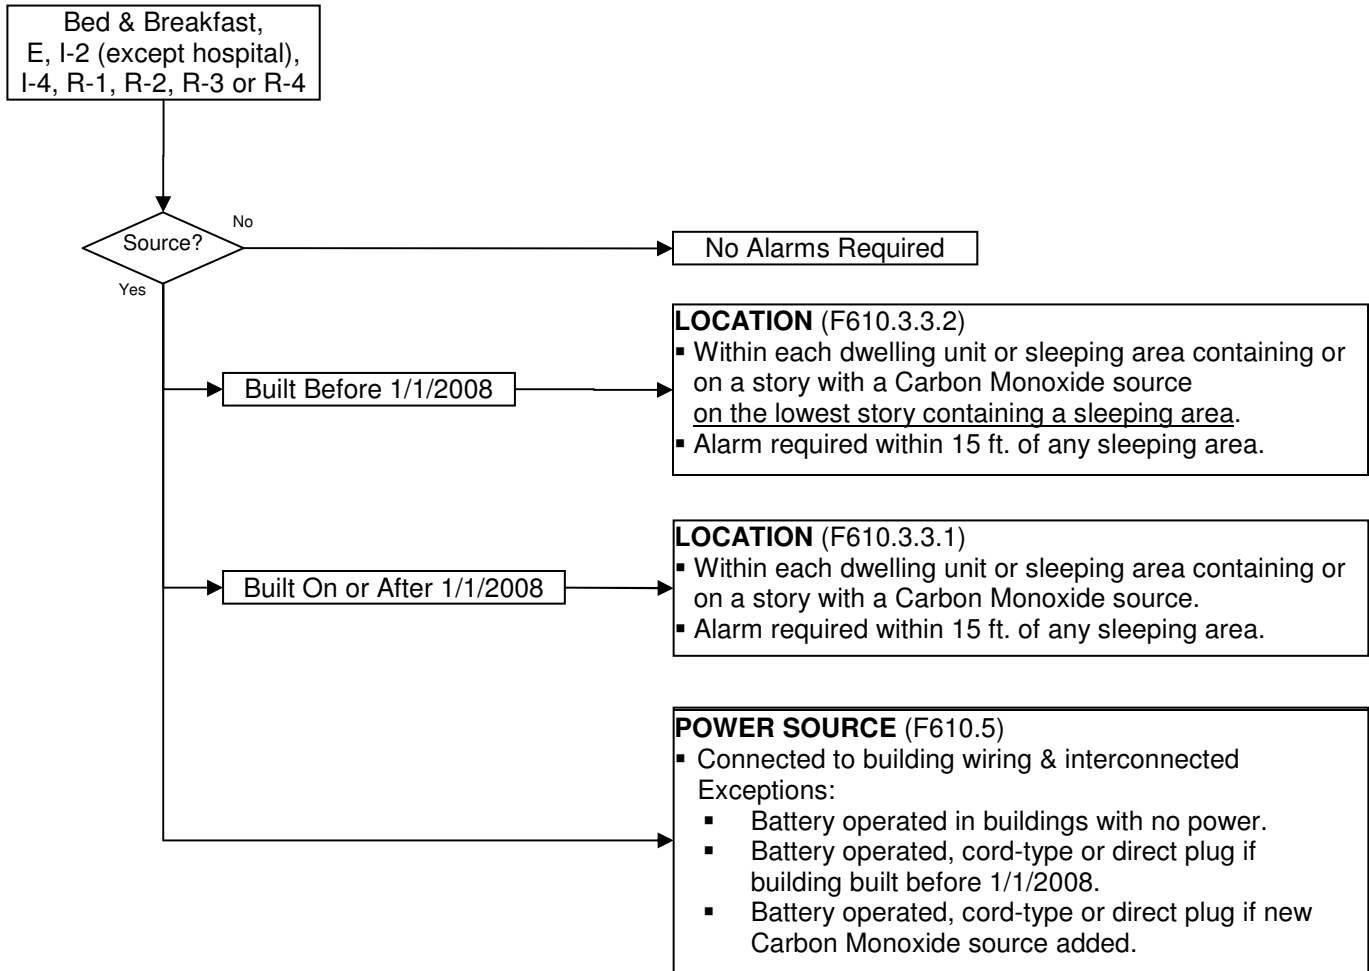 Bed & Breakfast,
E, I-2 (except hospital),
I-4, R-1, R-2, R-3 or R-4
Source?
No
Yes
No Alarms Required
Built Before 1/1/2008
LOCATION (F610.3.3.2)
▪ Within each dwelling unit or sleeping area containing or
on a story with a Carbon Monoxide source
on the lowest story containing a sleeping area.
▪ Alarm required within 15 ft. of any sleeping area.
Built On or After 1/1/2008
LOCATION (F610.3.3.1)
▪ Within each dwelling unit or sleeping area containing or
on a story with a Carbon Monoxide source.
▪ Alarm required within 15 ft. of any sleeping area.
POWER SOURCE (F610.5)
▪ Connected to building wiring & interconnected
Exceptions:
▪ Battery operated in buildings with no power.
▪ Battery operated, cord-type or direct plug if
building built before 1/1/2008.
▪ Battery operated, cord-type or direct plug if new
Carbon Monoxide source added.